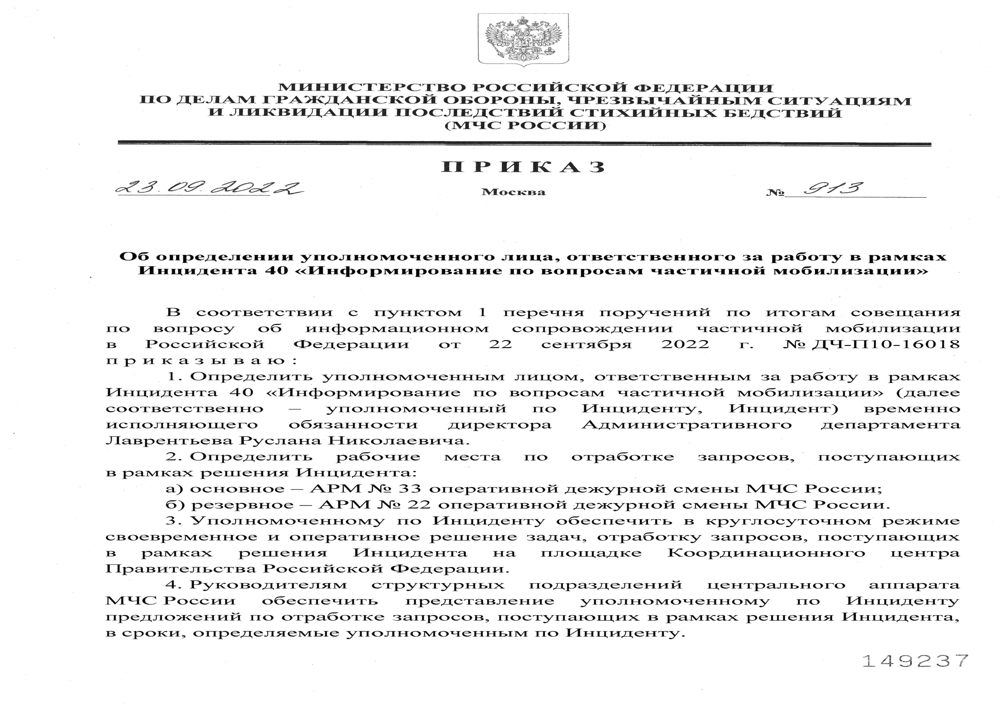 МИНИСТЕРСТВО РОССИЙСКОЙ ФЕДЕРАЦИИ
ПО ДЕЛАМ ГРАЖДАНСКОЙ ОБОРОНЫ, ЧРЕЗВЫЧАЙНЫМ СИТУАЦИЯМ
И ЛИКВИДАЦИИ ПОСЛЕДСТВИЙ СТИХИЙНЫХ БЕДСТВИЙ
(МЧС РОССИИ)
П Р И К А З
23.09.2022 Москва № 913
Об определении уполномоченного лица, ответственного за работу в рамках
Инцидента 40 «Информирование по вопросам частичной мобилизации»
В соответствии с пунктом 1 перечня поручений по итогам совещания
по вопросу об информационном сопровождении частичной мобилизации
в Российской Федерации от 22 сентября 2022 г. № ДЧ-П10-16018
п р и к а з ы в а ю :
1. Определить уполномоченным лицом, ответственным за работу в рамках
Инцидента 40 «Информирование по вопросам частичной мобилизации» (далее
соответственно – уполномоченный по Инциденту, Инцидент) временно
исполняющего обязанности директора Административного департамента
Лаврентьева Руслана Николаевича.
2. Определить рабочие места по отработке запросов, поступающих
в рамках решения Инцидента:
а) основное – АРМ № 33 оперативной дежурной смены МЧС России;
б) резервное – АРМ № 22 оперативной дежурной смены МЧС России.
3. Уполномоченному по Инциденту обеспечить в круглосуточном режиме
своевременное и оперативное решение задач, отработку запросов, поступающих
в рамках решения Инцидента на площадке Координационного центра
Правительства Российской Федерации.
4. Руководителям структурных подразделений центрального аппарата
МЧС России обеспечить представление уполномоченному по Инциденту
предложений по отработке запросов, поступающих в рамках решения Инцидента,
в сроки, определяемые уполномоченным по Инциденту.
149237